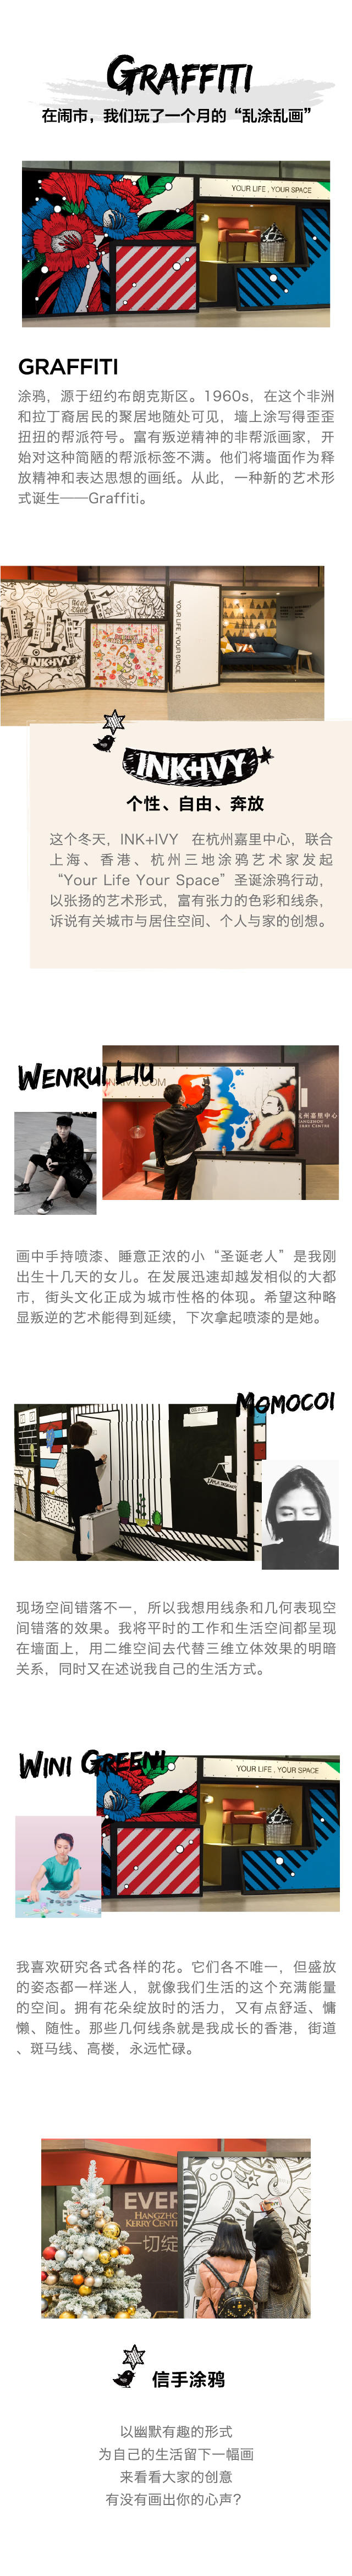 GRAFFITI
在闹市，我们玩了一个月的“乱涂乱画”
YOUR LIFE , YOUR SPACE
GRAFFITI
涂鸦，源于纽约布朗克斯区。1960s，在这个非洲
和拉丁裔居民的聚居地随处可见，墙上涂写得歪歪
扭扭的帮派符号。富有叛逆精神的非帮派画家，开
始对这种简陋的帮派标签不满。他们将墙面作为释
放精神和表达思想的画纸。从此，一种新的艺术形
式诞生——Graffiti。
INK+IVY
YOUR LIFE , YOUR SPACE
INK+IVY
个性、自由、奔放
这个冬天，INK+IVY 在杭州嘉里中心，联合
上海、香港、杭州三地涂鸦艺术家发起
“Your Life Your Space”圣诞涂鸦行动，
以张扬的艺术形式，富有张力的色彩和线条，
诉说有关城市与居住空间、个人与家的创想。
WENRUI LIU
杭州嘉里中心
画中手持喷漆、睡意正浓的小“圣诞老人”是我刚
出生十几天的女儿。在发展迅速却越发相似的大都
市，街头文化正成为城市性格的体现。希望这种略
显叛逆的艺术能得到延续，下次拿起喷漆的是她。
MOMOCOI
现场空间错落不一，所以我想用线条和几何表现空
间错落的效果。我将平时的工作和生活空间都呈现
在墙面上，用二维空间去代替三维立体效果的明暗
关系，同时又在述说我自己的生活方式。
WINI GREENI
YOUR LIFE , YOUR SPACE
我喜欢研究各式各样的花。它们各不唯一，但盛放
的姿态都一样迷人，就像我们生活的这个充满能量
的空间。拥有花朵绽放时的活力，又有点舒适、慵
懒、随性。那些几何线条就是我成长的香港，街道
、斑马线、高楼，永远忙碌。
EVER
HANGZHO
KERRY CENT
一切绽
信手涂鸦
以幽默有趣的形式
为自己的生活留下一幅画
来看看大家的创意
有没有画出你的心声？